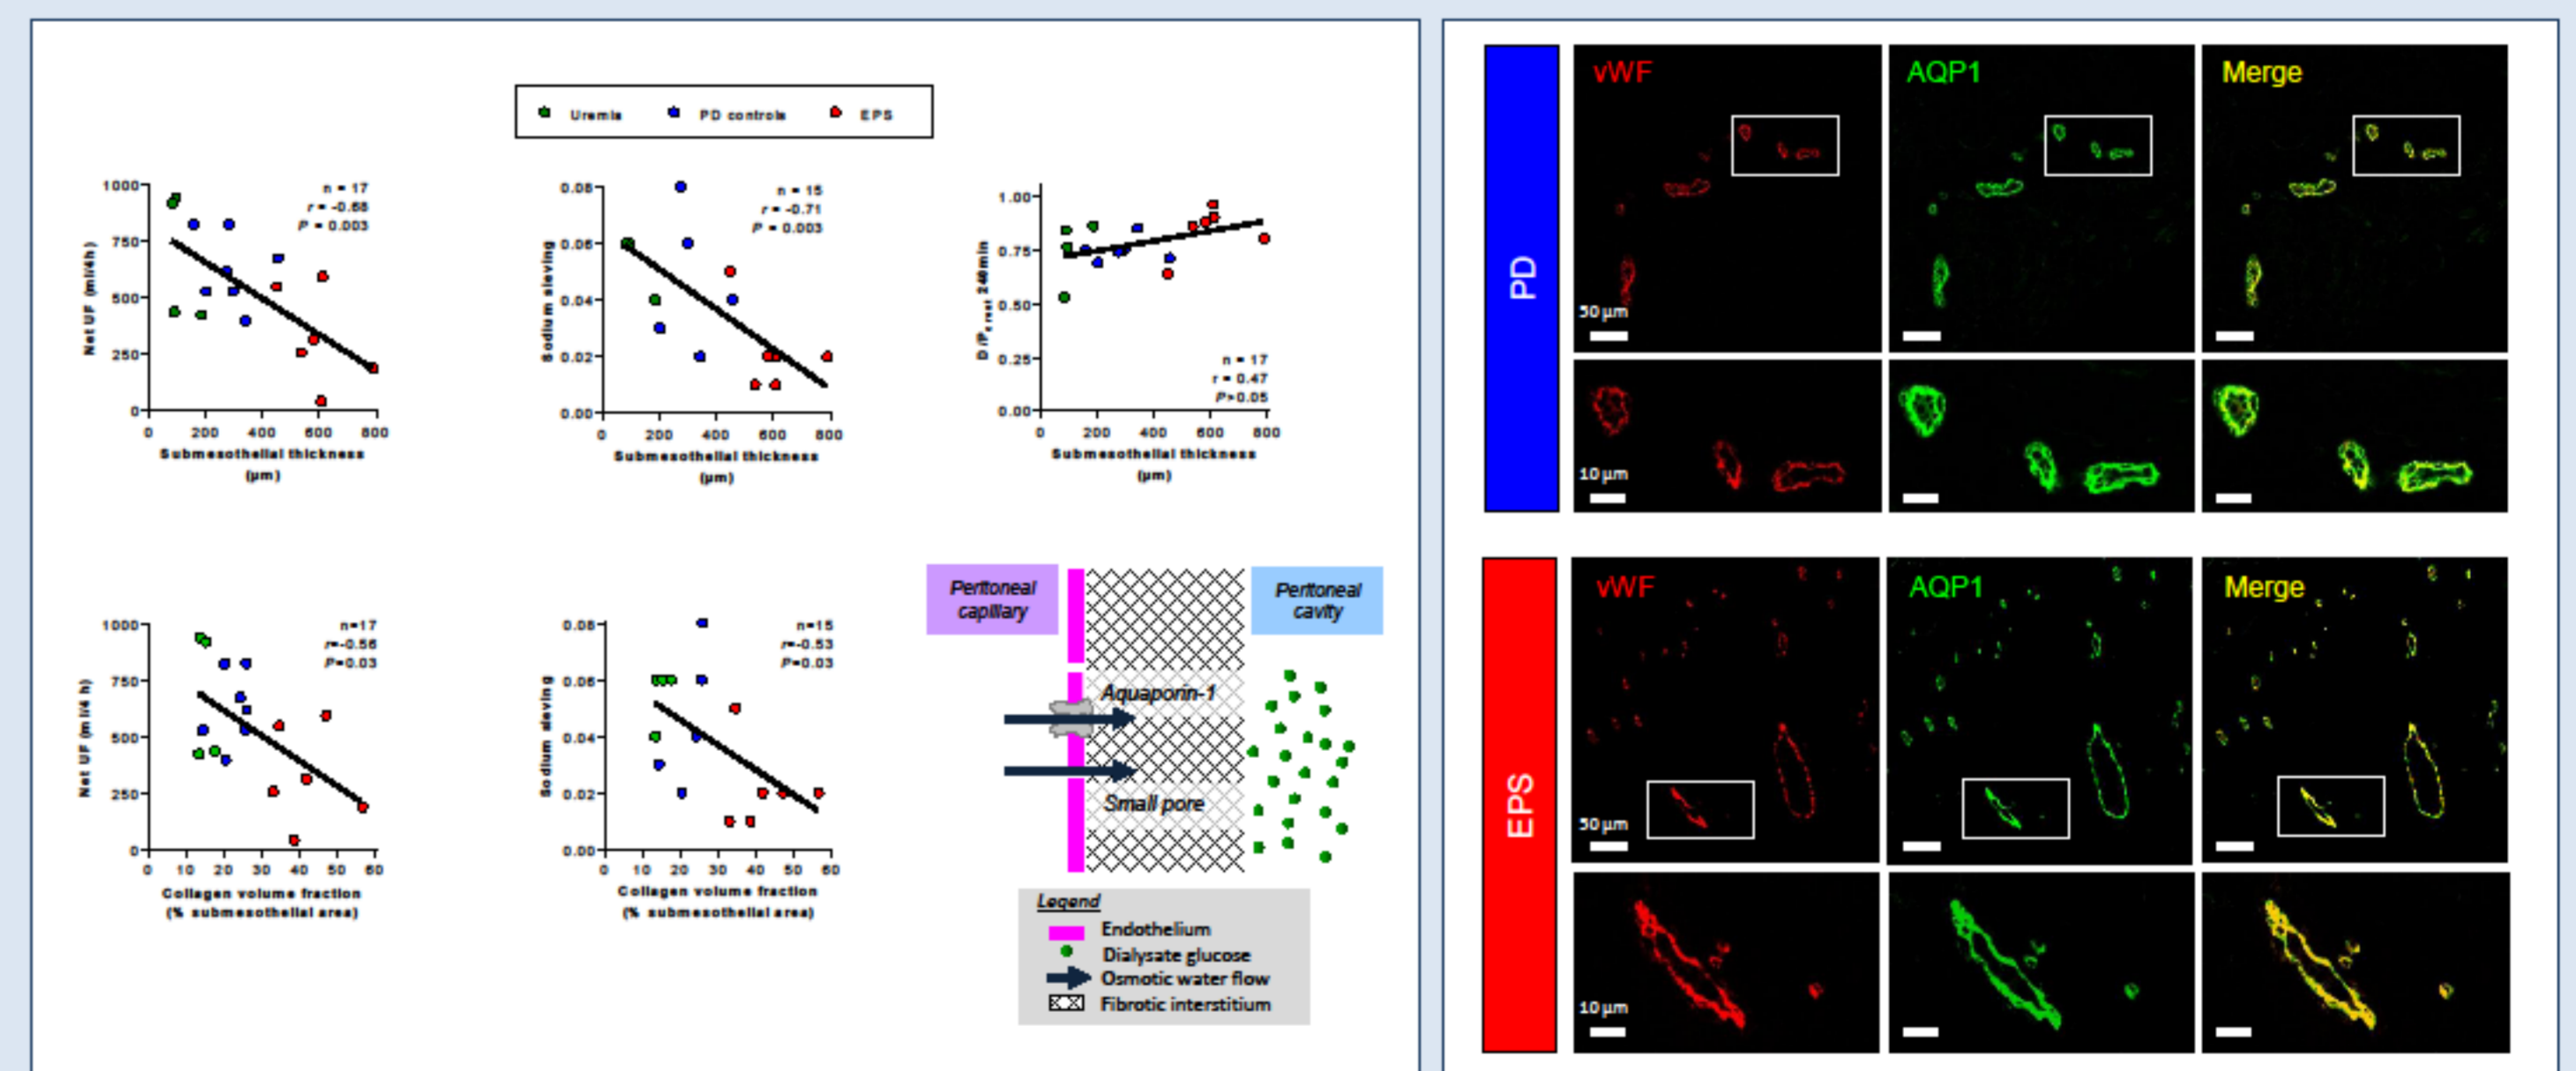 Uremia PD controls EPS
1000
750
500
250
0
0 200 400 600 800
Net UF (ml/4h)
n = 17
r = -0.68
P = 0.003
Submesothelial thickness
(µm)
0.08
0.06
0.04
0.02
0.00
0 200 400 600 800
Sodium sieving
n = 15
r = -0.71
P = 0.003
Submesothelial thickness
(µm)
1.00
0.75
0.50
0.25
0.00
0 200 400 600 800
240min
n = 17
r = 0.47
P>0.05
Submesothelial thickness
(µm)
1000
750
500
250
0
0 10 20 30 40 50 60
Net UF (ml/4 h)
n=17
r=-0.56
P=0.03
Collagen volume fraction
(% submesothelial area)
0.08
0.06
0.04
0.02
0.00
0 10 20 30 40 50 60
Sodium sieving
n=15
r=-0.53
P=0.03
Collagen volume fraction
(% submesothelial area)
Peritoneal
capillary
Peritoneal
cavity
Aquaporin-1
Small pore
Legend
Endothelium
Dialysate glucose
Osmotic water flow
Fibrotic interstitium
PD
vWF AQP1 Merge
50 µm
10 µm
EPS
vWF AQP1 Merge
50 µm
10 µm